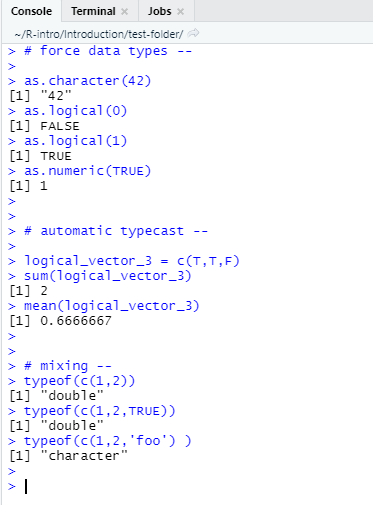 Console Terminal × Jobs ×
~/R-intro/Introduction/test-folder/
> # force data types --
>
> as.character(42)
[1] "42"
> as.logical(0)
[1] FALSE
> as.logical(1)
[1] TRUE
> as.numeric(TRUE)
[1] 1
>
>
> # automatic typecast --
>
> logical_vector_3 = c(T,T,F)
> sum(logical_vector_3)
[1] 2
> mean(logical_vector_3)
[1] 0.6666667
>
>
> # mixing --
> typeof(c(1,2))
[1] "double"
> typeof(c(1,2,TRUE))
[1] "double"
> typeof(c(1,2,'foo') )
[1] "character"
>
>